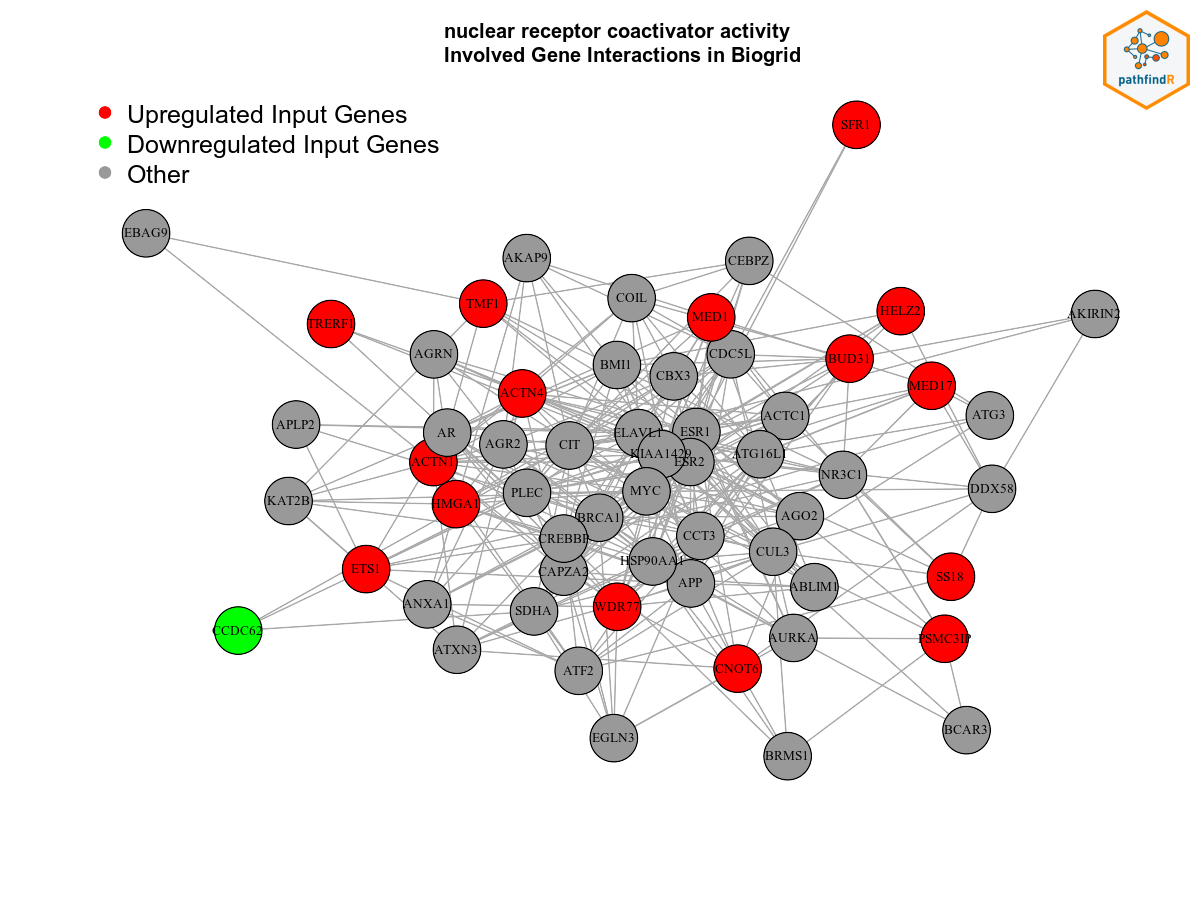 nuclear receptor coactivator activity
Involved Gene Interactions in Biogrid
pathfindR
Upregulated Input Genes
Downregulated Input Genes
Other
SFR1
EBAG9
AKAP9
CEBPZ
COIL
TMF1
MED1
HELZ2
AKIRIN2
TRERF1
AGRN
BMI1
CDC5L
BUD31
CBX3
MED17
ACTN4
ACTC1
ATG3
APLP2
AR
AGR2
CIT
ELAVL1
ESR1
KIAA1429
ESR2
ATG16L1
ACTN1
NR3C1
DDX58
KAT2B
HMGA1
PLEC
MYC
BRCA1
AGO2
CREBBP
CCT3
CUL3
HSP90AA1
ETS1
CAPZA2
APP
ABLIM1
SS18
ANXA1
SDHA
WDR77
CCDC62
AURKA
PSMC3IP
ATXN3
ATF2
CNOT6
EGLN3
BCAR3
BRMS1